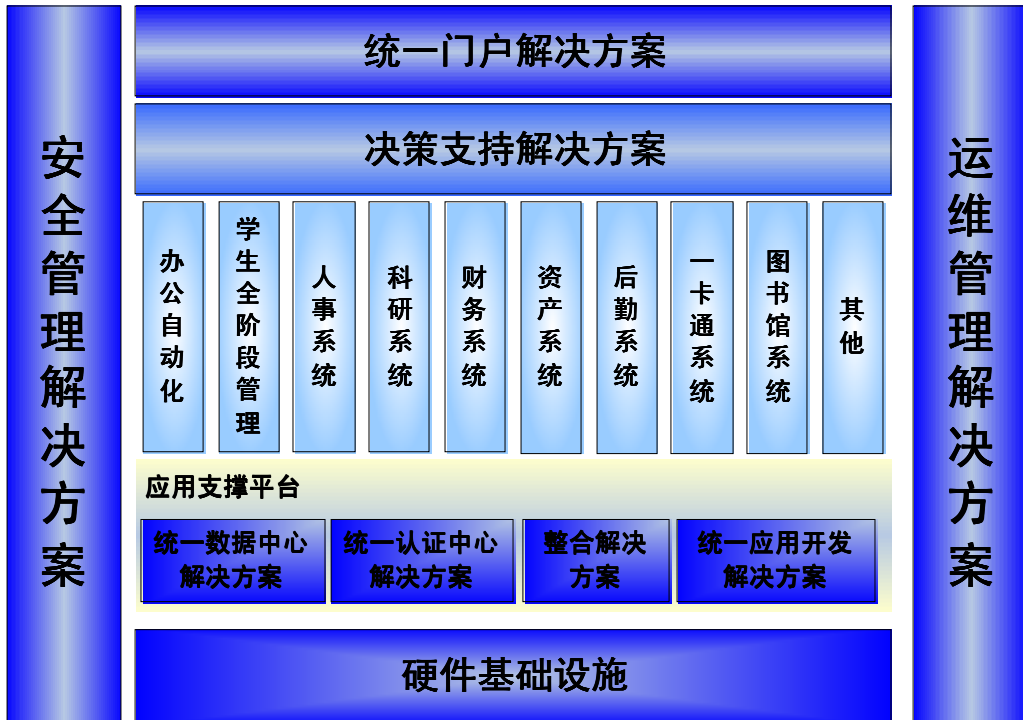 安全管理解决方案
统一门户解决方案
决策支持解决方案
办公自动化
学生全阶段管理
人事系统
科研系统
财务系统
资产系统
后勤系统
一卡通系统
图书馆系统
其他
应用支撑平台
统一数据中心
解决方案
统一认证中心
解决方案
整合解决
方案
统一应用开发
解决方案
硬件基础设施
运维管理解决方案